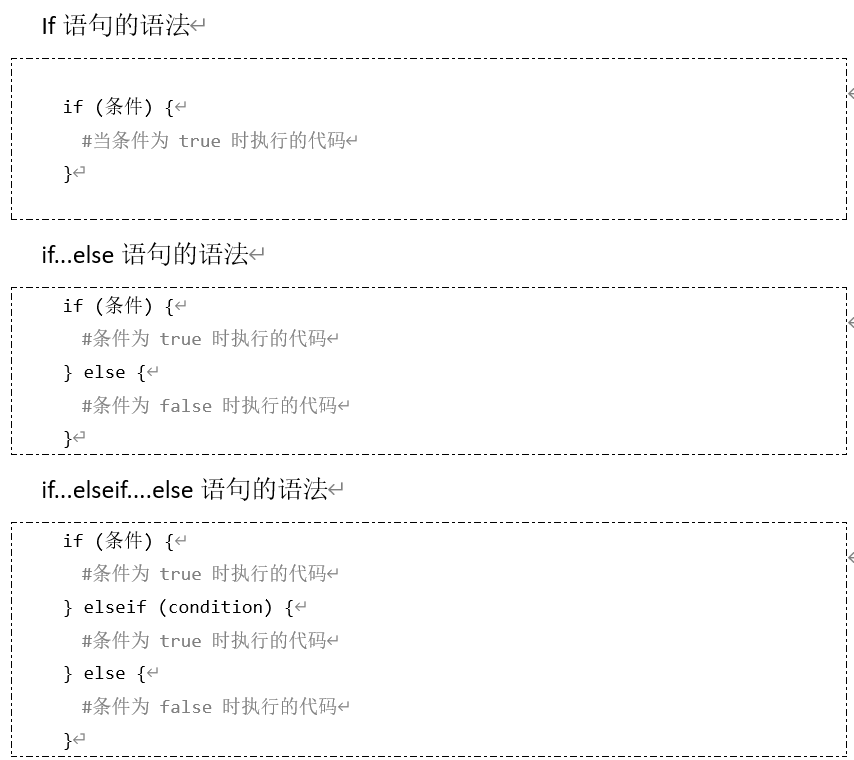 If 语句的语法
if (条件) {
#当条件为 true 时执行的代码
}
if...else 语句的语法
if (条件) {
#条件为 true 时执行的代码
} else {
#条件为 false 时执行的代码
}
if...elseif....else 语句的语法
if (条件) {
#条件为 true 时执行的代码
} elseif (condition) {
#条件为 true 时执行的代码
} else {
#条件为 false 时执行的代码
}